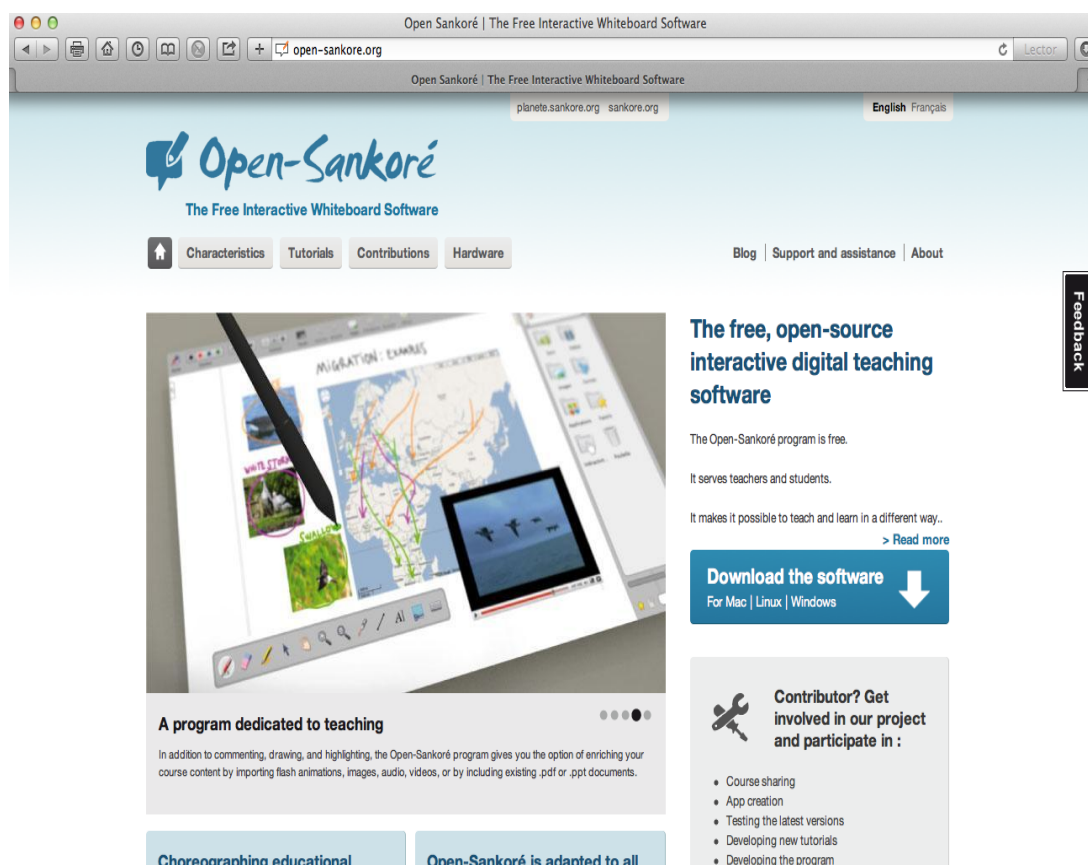 Open Sankoré | The Free Interactive Whiteboard Software
open-sankore.org
Lector
Open Sankoré | The Free Interactive Whiteboard Software
planete.sankore.org sankore.org
English Français
Open-Sankoré
The Free Interactive Whiteboard Software
Characteristics Tutorials Contributions Hardware
Blog | Support and assistance | About
Feedback
MIGRATION: EXAMPLES
WHITE STORK
SWALLOW
The free, open-source
interactive digital teaching
software
The Open-Sankoré program is free.
It serves teachers and students.
It makes it possible to teach and learn in a different way..
> Read more
Download the software
For Mac | Linux | Windows
A program dedicated to teaching
In addition to commenting, drawing, and highlighting, the Open-Sankoré program gives you the option of enriching your
course content by importing flash animations, images, audio, videos, or by including existing .pdf or .ppt documents.
Contributor? Get
involved in our project
and participate in :
Course sharing
App creation
Testing the latest versions
Developing new tutorials
Developing the program
Choreographing educational
Open-Sankoré is adapted to all